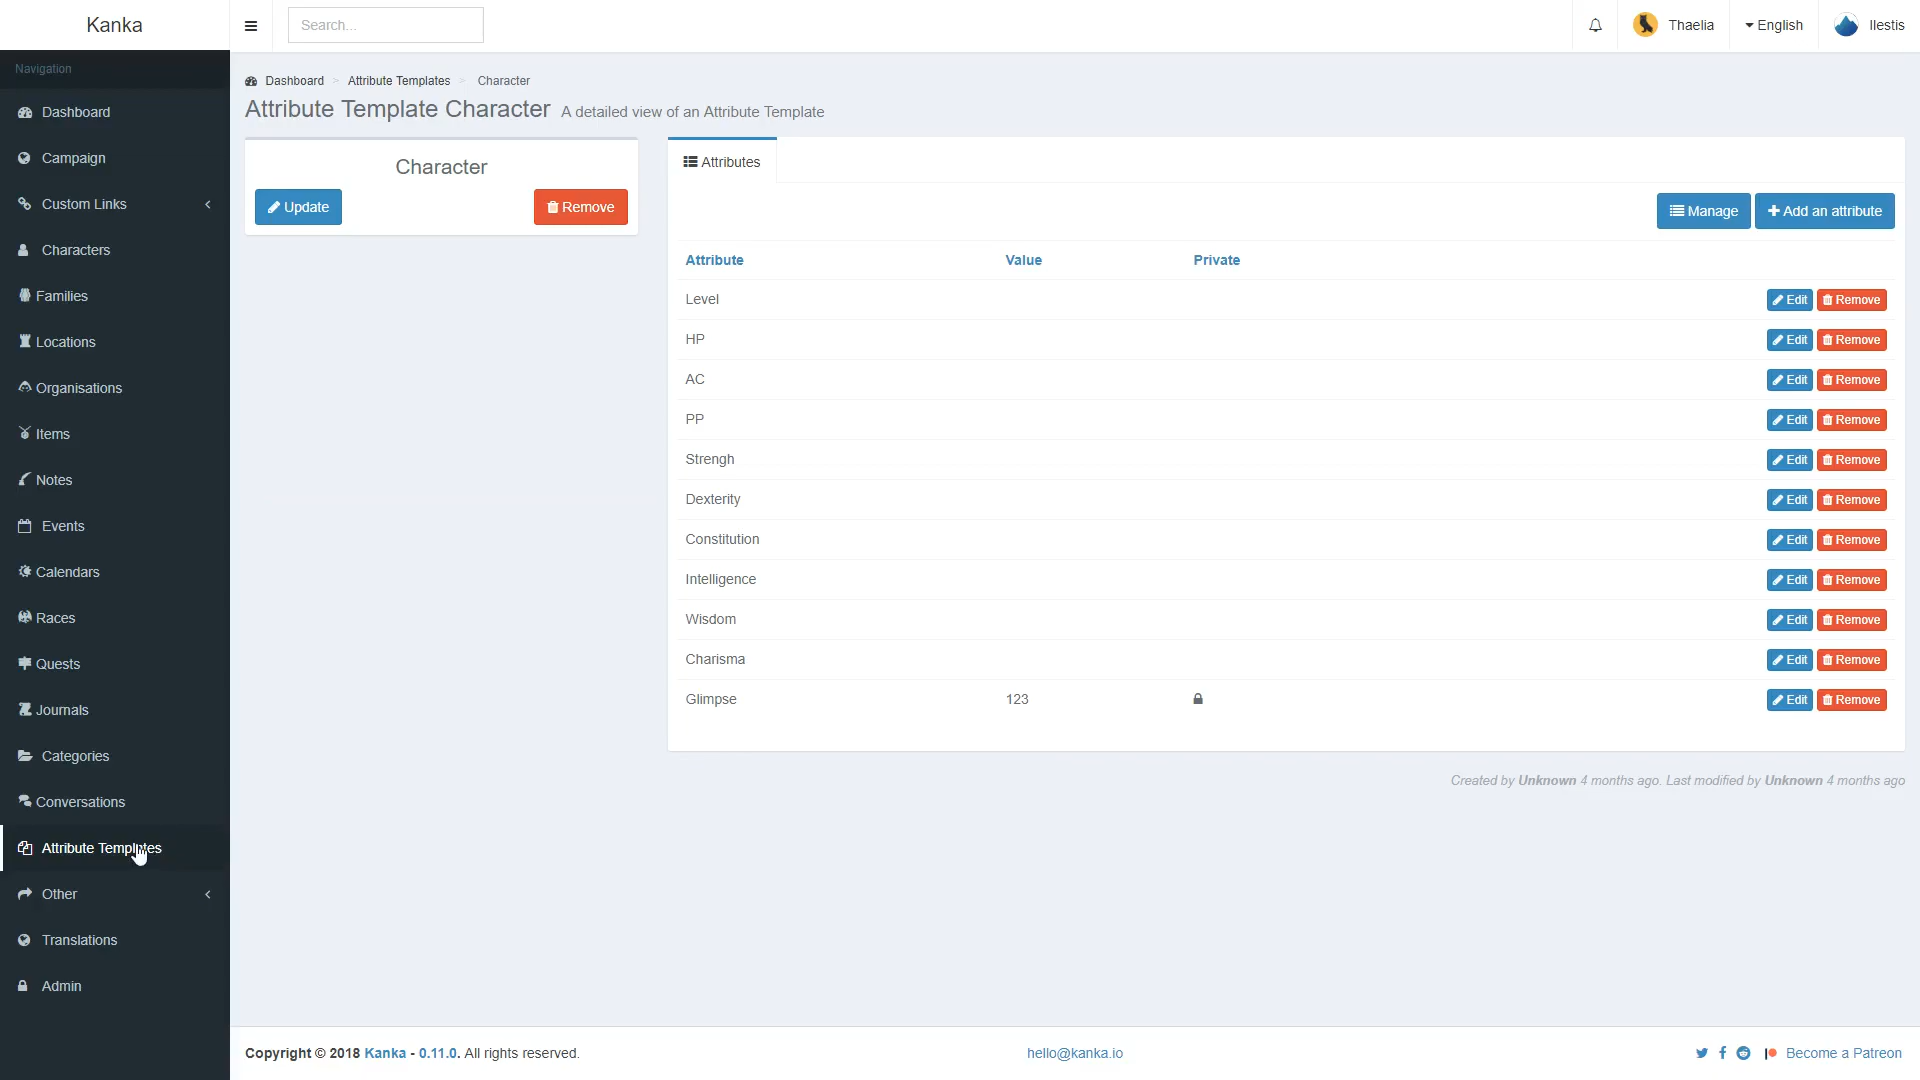 Kanka
Search...
Thaelia
English
Ilestis
Navigation
Dashboard
Campaign
Custom Links
Characters
Families
Locations
Organisations
Items
Notes
Events
Calendars
Races
Quests
Journals
Categories
Conversations
Attribute Templates
Other
Translations
Admin
Dashboard > Attribute Templates > Character
Attribute Template Character A detailed view of an Attribute Template
Character
Update
Remove
Attributes
Manage
Add an attribute
Attribute Value Private
Level Edit Remove
HP Edit Remove
AC Edit Remove
PP Edit Remove
Strengh Edit Remove
Dexterity Edit Remove
Constitution Edit Remove
Intelligence Edit Remove
Wisdom Edit Remove
Charisma Edit Remove
Glimpse 123 Edit Remove
Created by Unknown 4 months ago. Last modified by Unknown 4 months ago
Copyright © 2018 Kanka - 0.11.0. All rights reserved.
hello@kanka.io
Become a Patreon